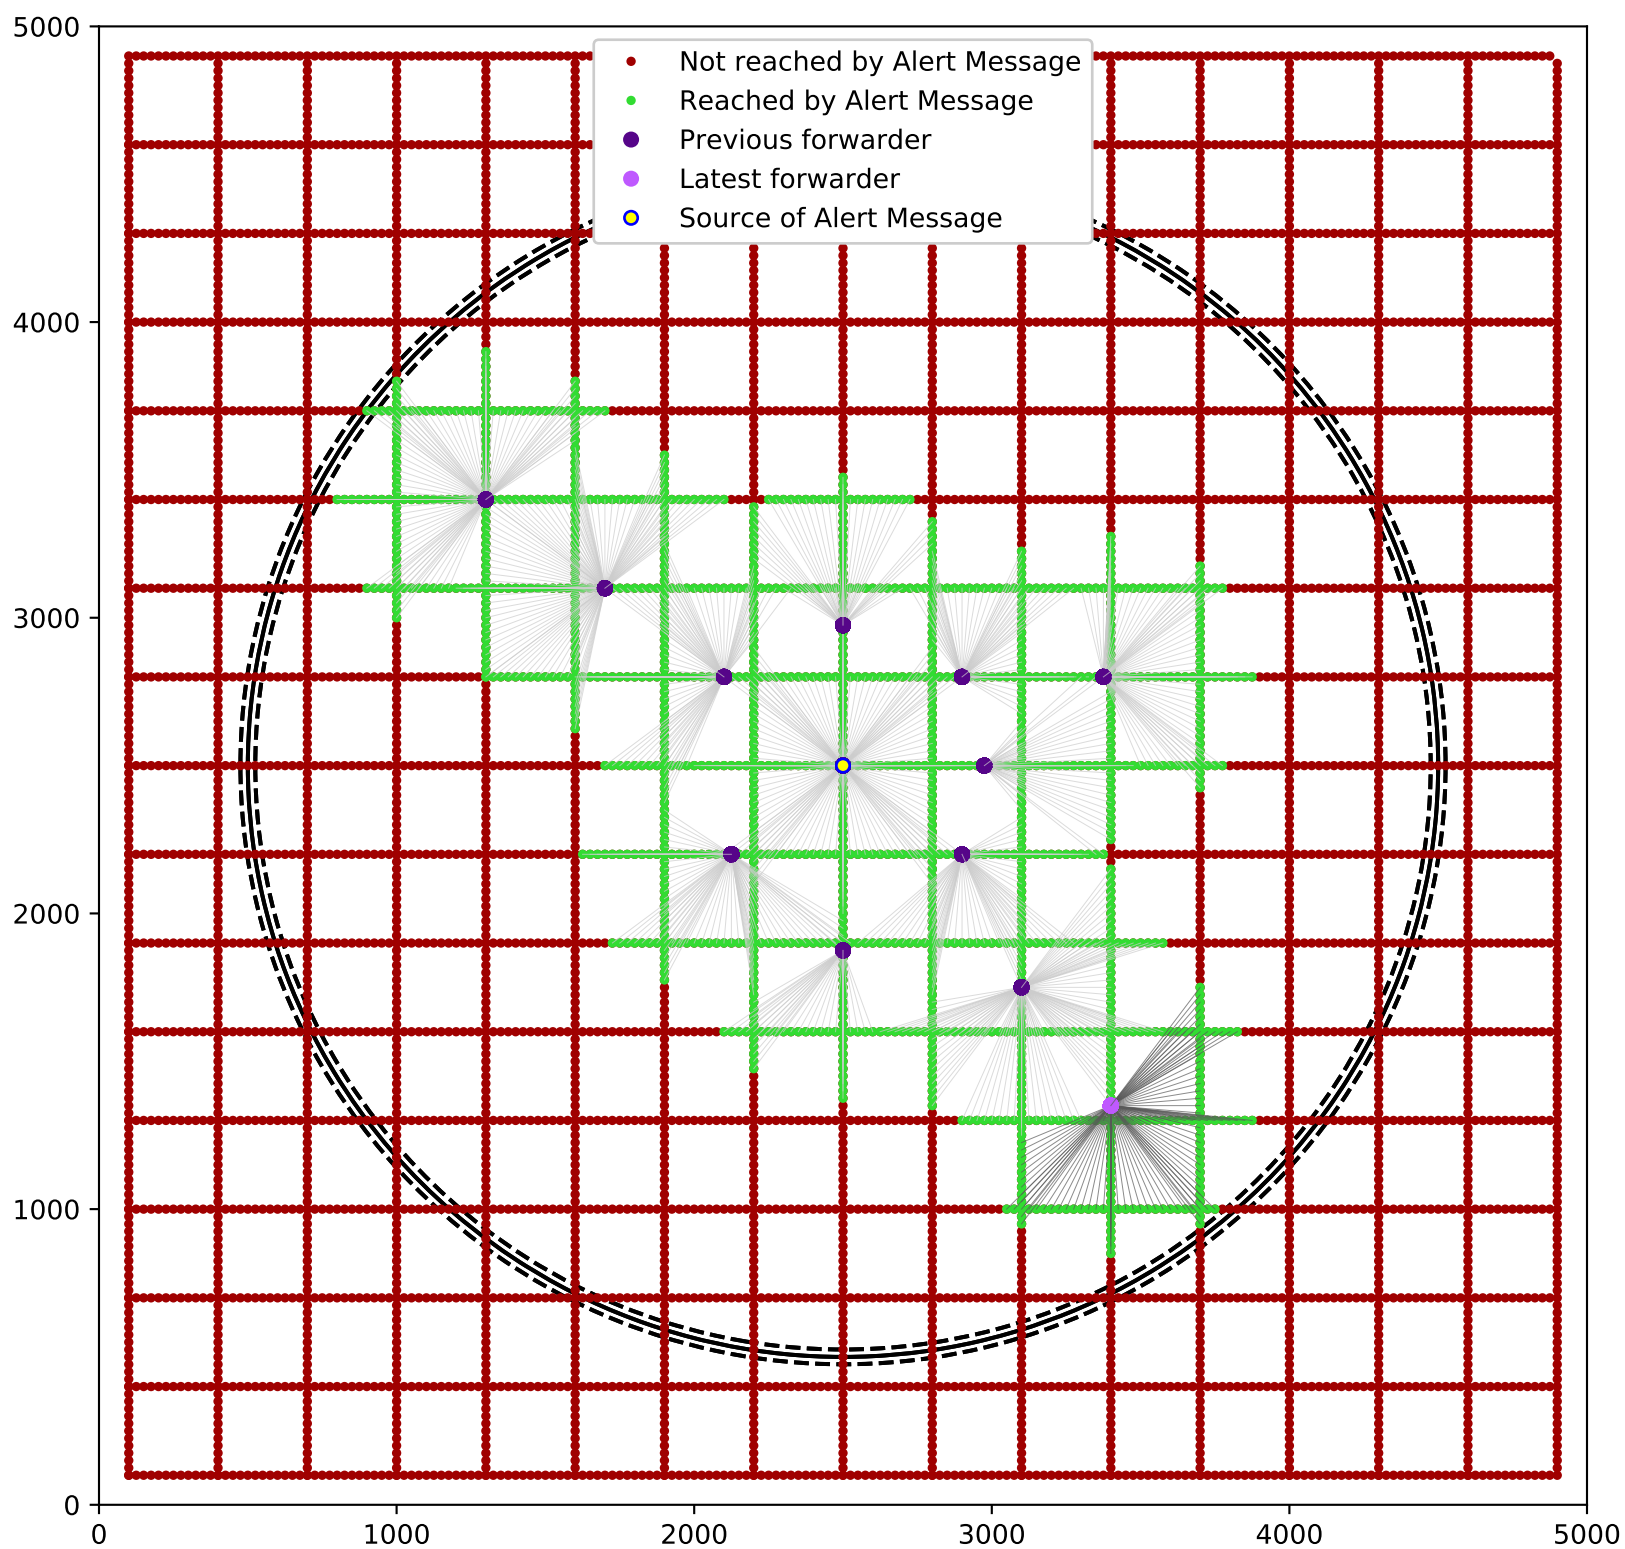 5000
Not reached by Alert Message
Reached by Alert Message
Previous forwarder
Latest forwarder
Source of Alert Message
4000
3000
2000
1000
0
0 1000 2000 3000 4000 5000